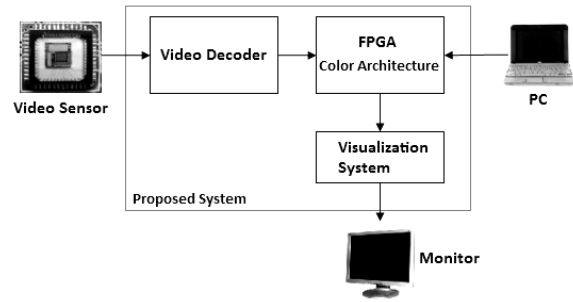 Video Sensor
Video Decoder
FPGA
Color Architecture
PC
Visualization
System
Proposed System
Monitor